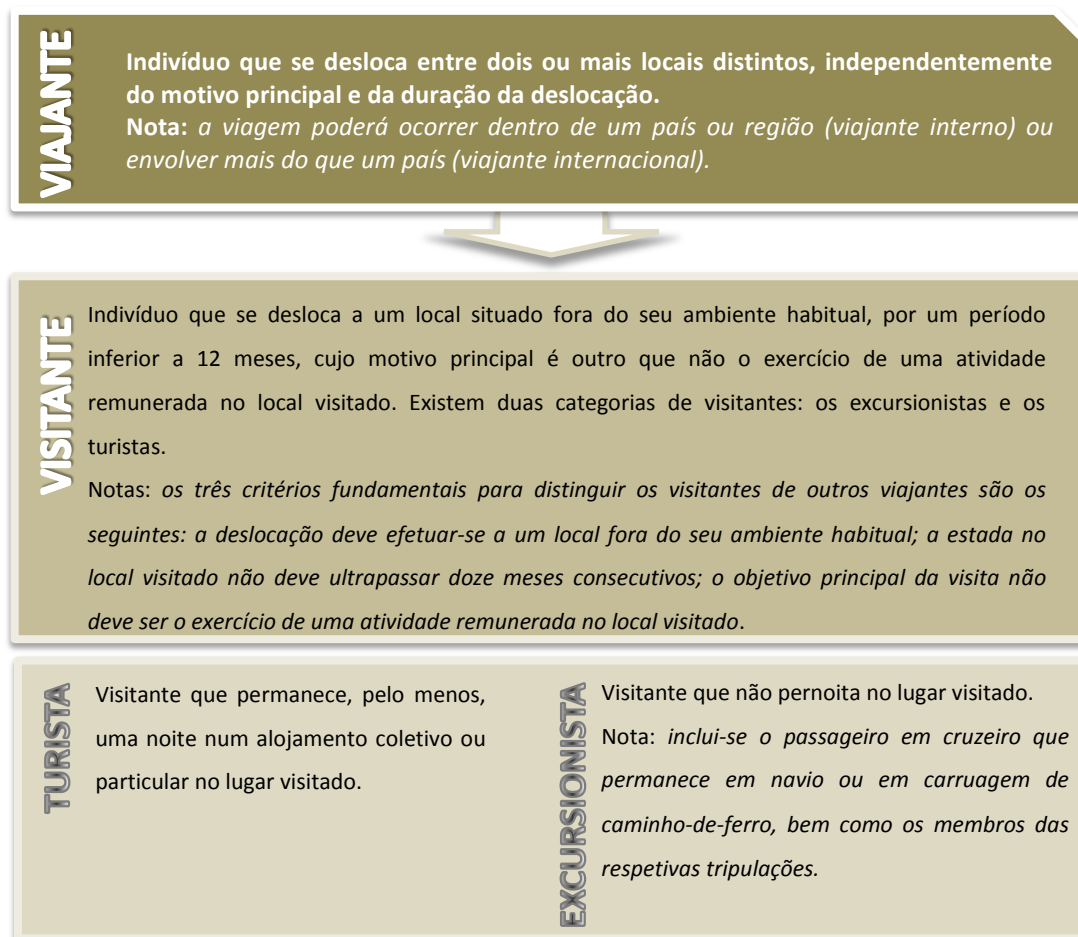 VIAJANTE
Indivíduo que se desloca entre dois ou mais locais distintos, independentemente
do motivo principal e da duração da deslocação.
Nota: a viagem poderá ocorrer dentro de um país ou região (viajante interno) ou
envolver mais do que um país (viajante internacional).
VISITANTE
Indivíduo que se desloca a um local situado fora do seu ambiente habitual, por um período
inferior a 12 meses, cujo motivo principal é outro que não o exercício de uma atividade
remunerada no local visitado. Existem duas categorias de visitantes: os excursionistas e os
turistas.
Notas: os três critérios fundamentais para distinguir os visitantes de outros viajantes são os
seguintes: a deslocação deve efetuar-se a um local fora do seu ambiente habitual; a estada no
local visitado não deve ultrapassar doze meses consecutivos; o objetivo principal da visita não
deve ser o exercício de uma atividade remunerada no local visitado.
TURISTA
Visitante que permanece, pelo menos,
uma noite num alojamento coletivo ou
particular no lugar visitado.
EXCURSIONISTA
Visitante que não pernoita no lugar visitado.
Nota: inclui-se o passageiro em cruzeiro que
permanece em navio ou em carruagem de
caminho-de-ferro, bem como os membros das
respetivas tripulações.